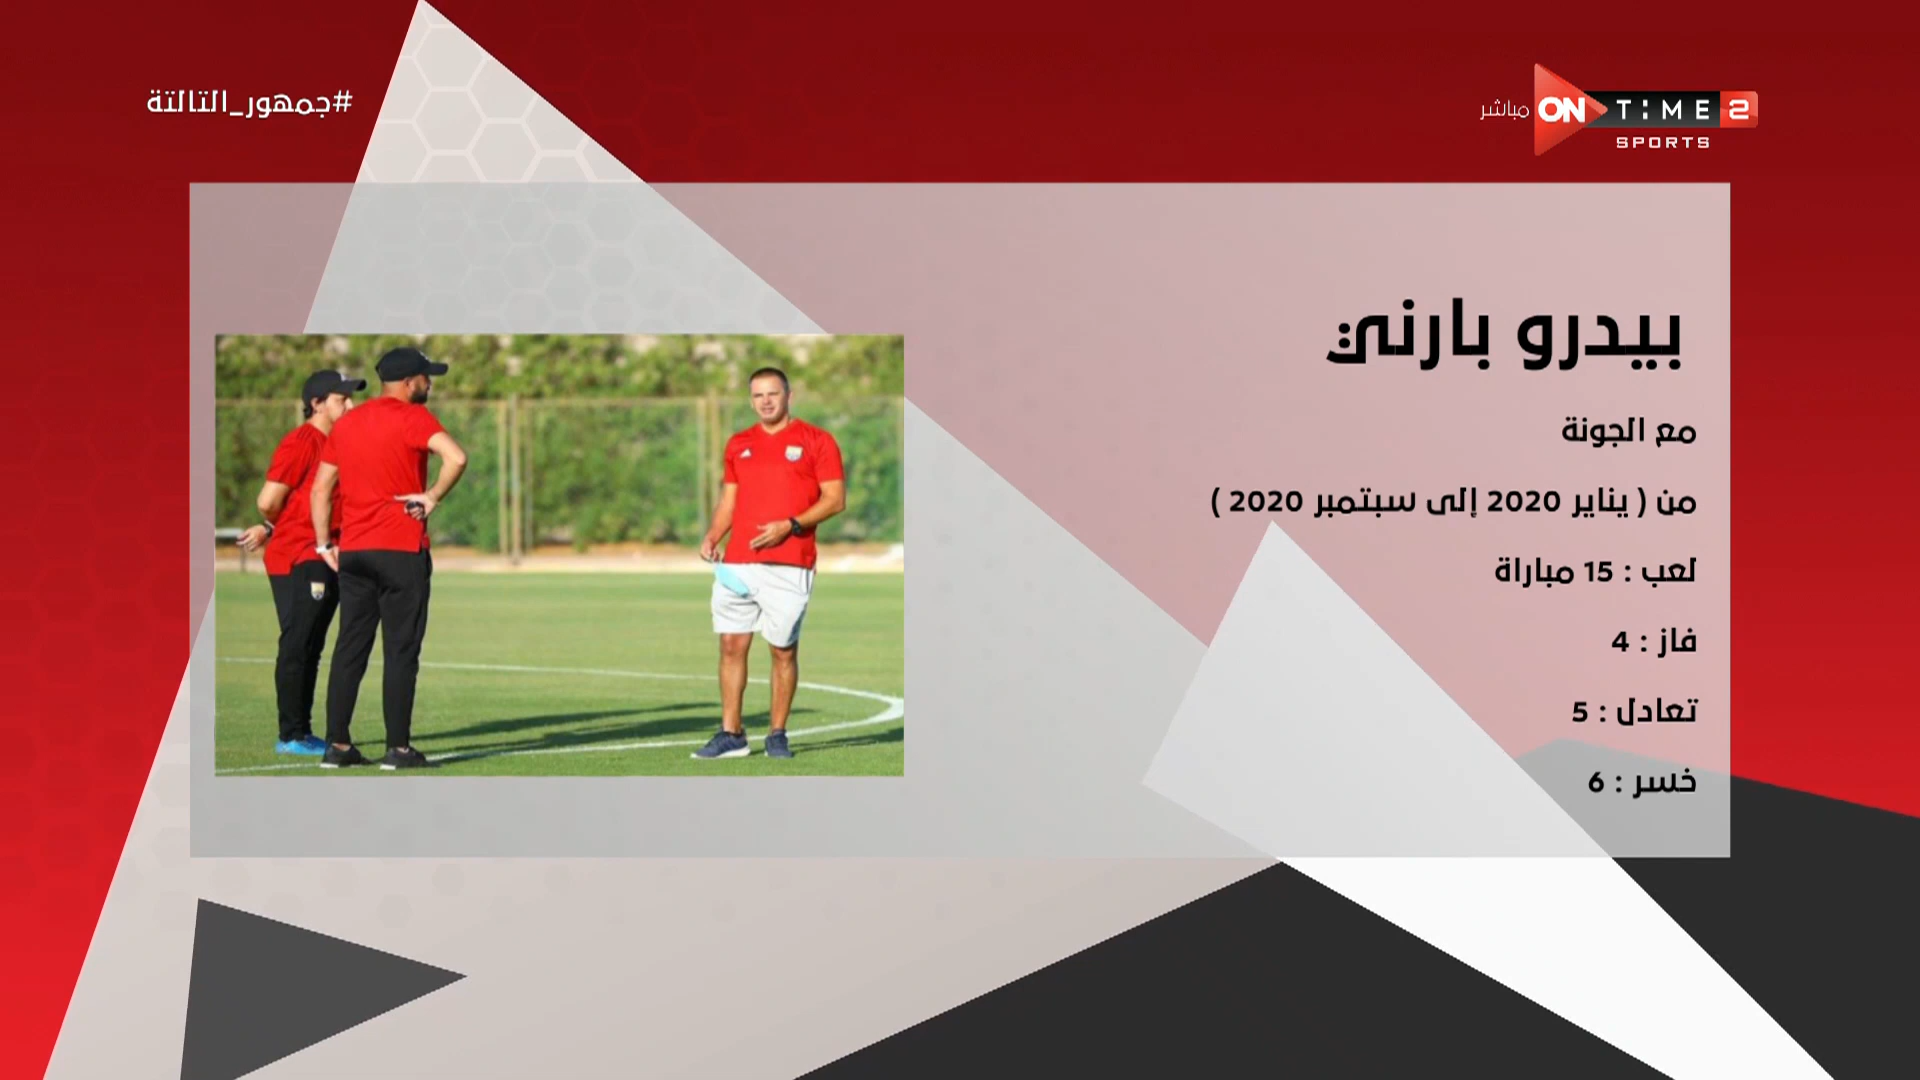 #جمهور_التالتة
مباشر ON TIME 2
SPORTS
بيدرو بارني
مع الجونة
من ( يناير 2020 إلى سبتمبر 2020 )
لعب : 15 مباراة
فاز : 4
تعادل : 5
خسر : 6